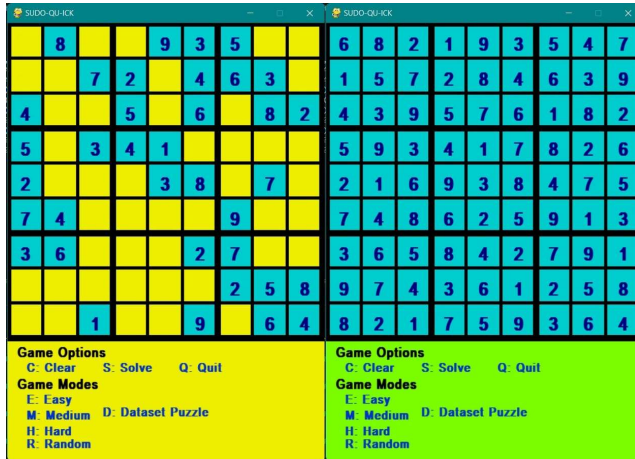 SUDO-QU-ICK
8 9 3 5
7 2 4 6 3
4 5 6 8 2
5 3 4 1
2 3 8 7
7 4 9
3 6 2 7
2 5 8
1 9 6 4
Game Options
C: Clear S: Solve Q: Quit
Game Modes
E: Easy
M: Medium D: Dataset Puzzle
H: Hard
R: Random
SUDO-QU-ICK
6 8 2 1 9 3 5 4 7
1 5 7 2 8 4 6 3 9
4 3 9 5 7 6 1 8 2
5 9 3 4 1 7 8 2 6
2 1 6 9 3 8 4 7 5
7 4 8 6 2 5 9 1 3
3 6 5 8 4 2 7 9 1
9 7 4 3 6 1 2 5 8
8 2 1 7 5 9 3 6 4
Game Options
C: Clear S: Solve Q: Quit
Game Modes
E: Easy
M: Medium D: Dataset Puzzle
H: Hard
R: Random